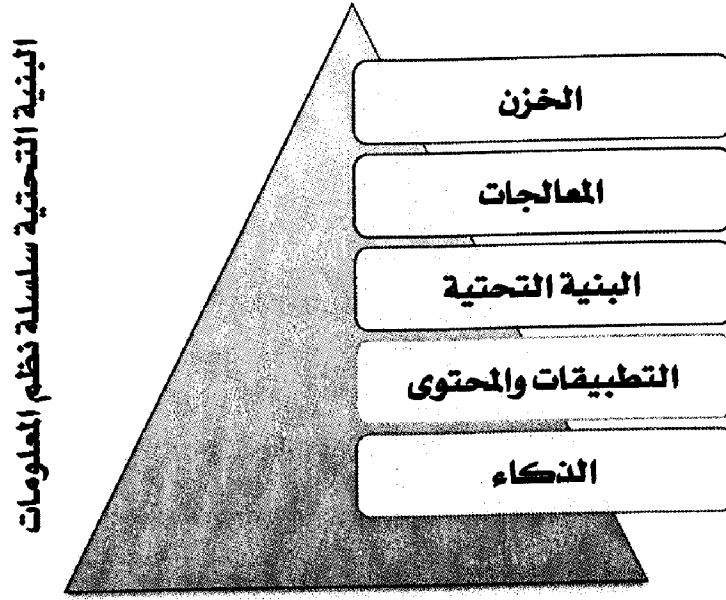 البنية التحتية سلسلة نظم المعلومات
الخزن
المعالجات
البنية التحتية
التطبيقات والمحتوى
الذكاء